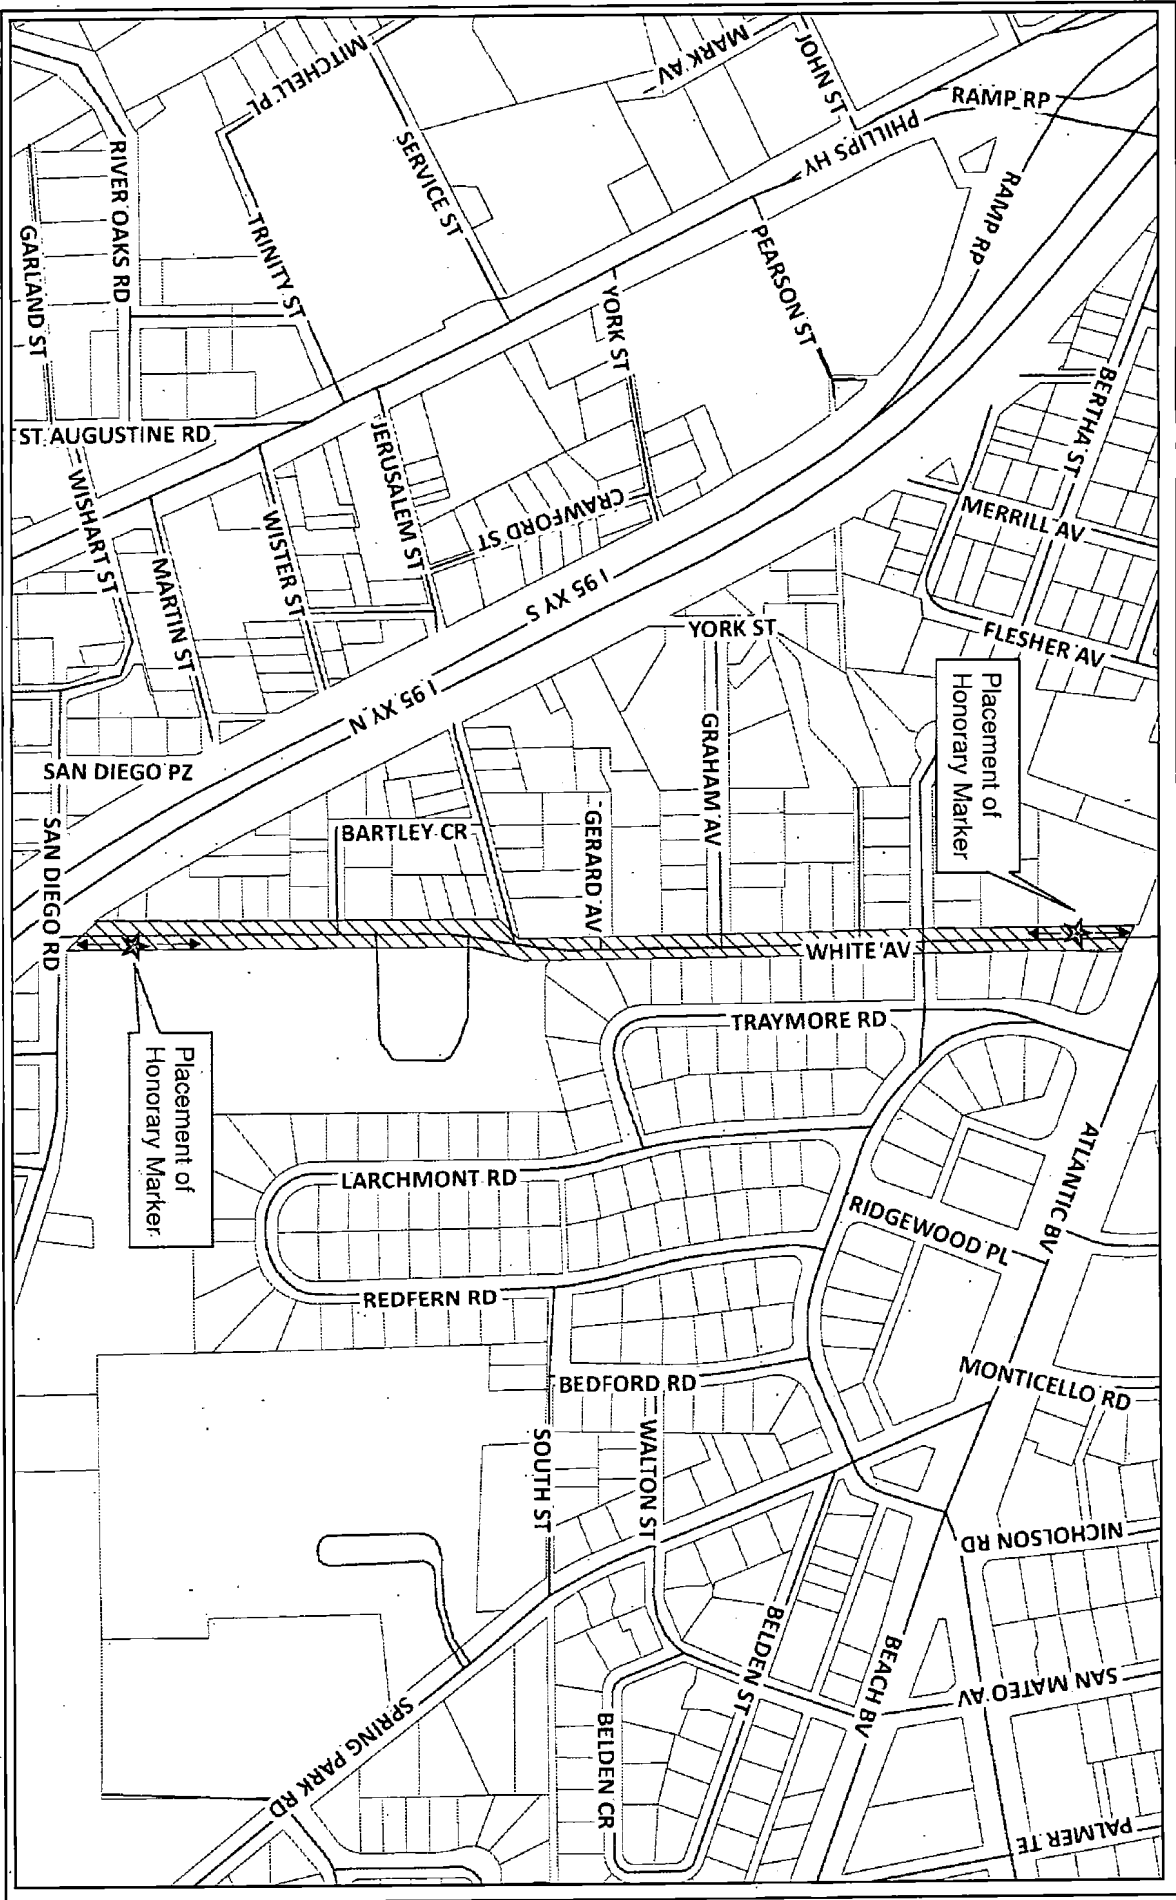 MITCHELL PL
MARK AV
JOHN ST
RAMP RP
PHILLIPS HY
RIVER OAKS RD
SERVICE ST
RAMP RP
GARLAND ST
TRINITY ST
YORK ST
PEARSON ST
BERTHA ST
ST AUGUSTINE RD
JERUSALEM ST
WISHART ST
WISTER ST
CRAWFORD ST
MERRILL AV
MARTIN ST
I 95 XY S
YORK ST
FLESHER AV
I 95 XY N
GRAHAM AV
Placement of
Honorary Marker
SAN DIEGO PZ
BARTLEY CR
GERARD AV
SAN DIEGO RD
WHITE AV
TRAYMORE RD
Placement of
Honorary Marker
LARCHMONT RD
ATLANTIC BV
RIDGEWOOD PL
REDFERN RD
BEDFORD RD
MONTICELLO RD
SOUTH ST
WALTON ST
NICHOLSON RD
BELDEN ST
BEACH BV
SAN MATEO AV
SPRING PARK RD
BELDEN CR
PALMER TE